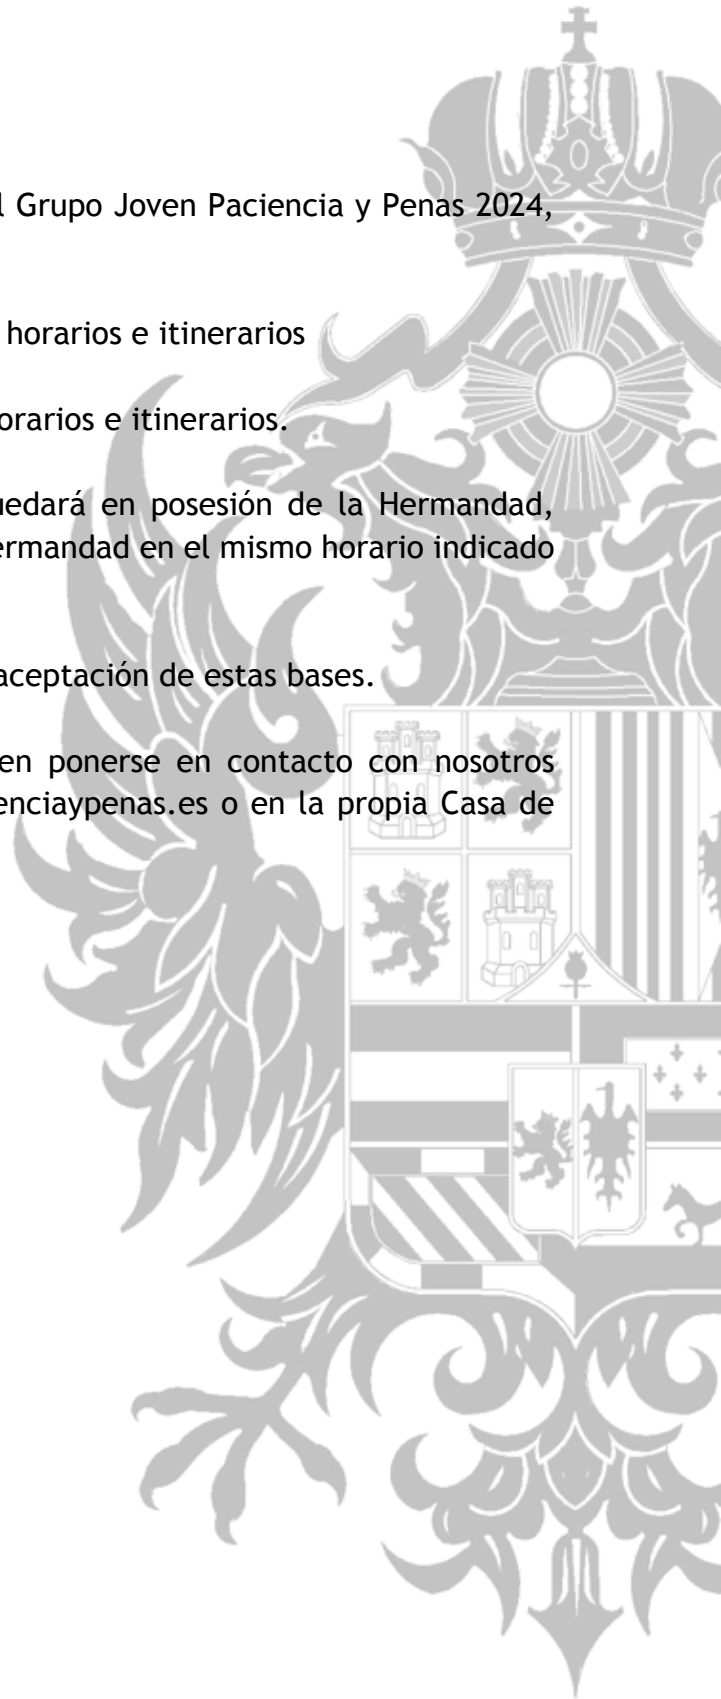 l Grupo Joven Paciencia y Penas 2024,
horarios e itinerarios
orarios e itinerarios.
uedará en posesión de la Hermandad,
ermandad en el mismo horario indicado
aceptación de estas bases.
en ponerse en contacto con nosotros
enciaypenas.es o en la propia Casa de